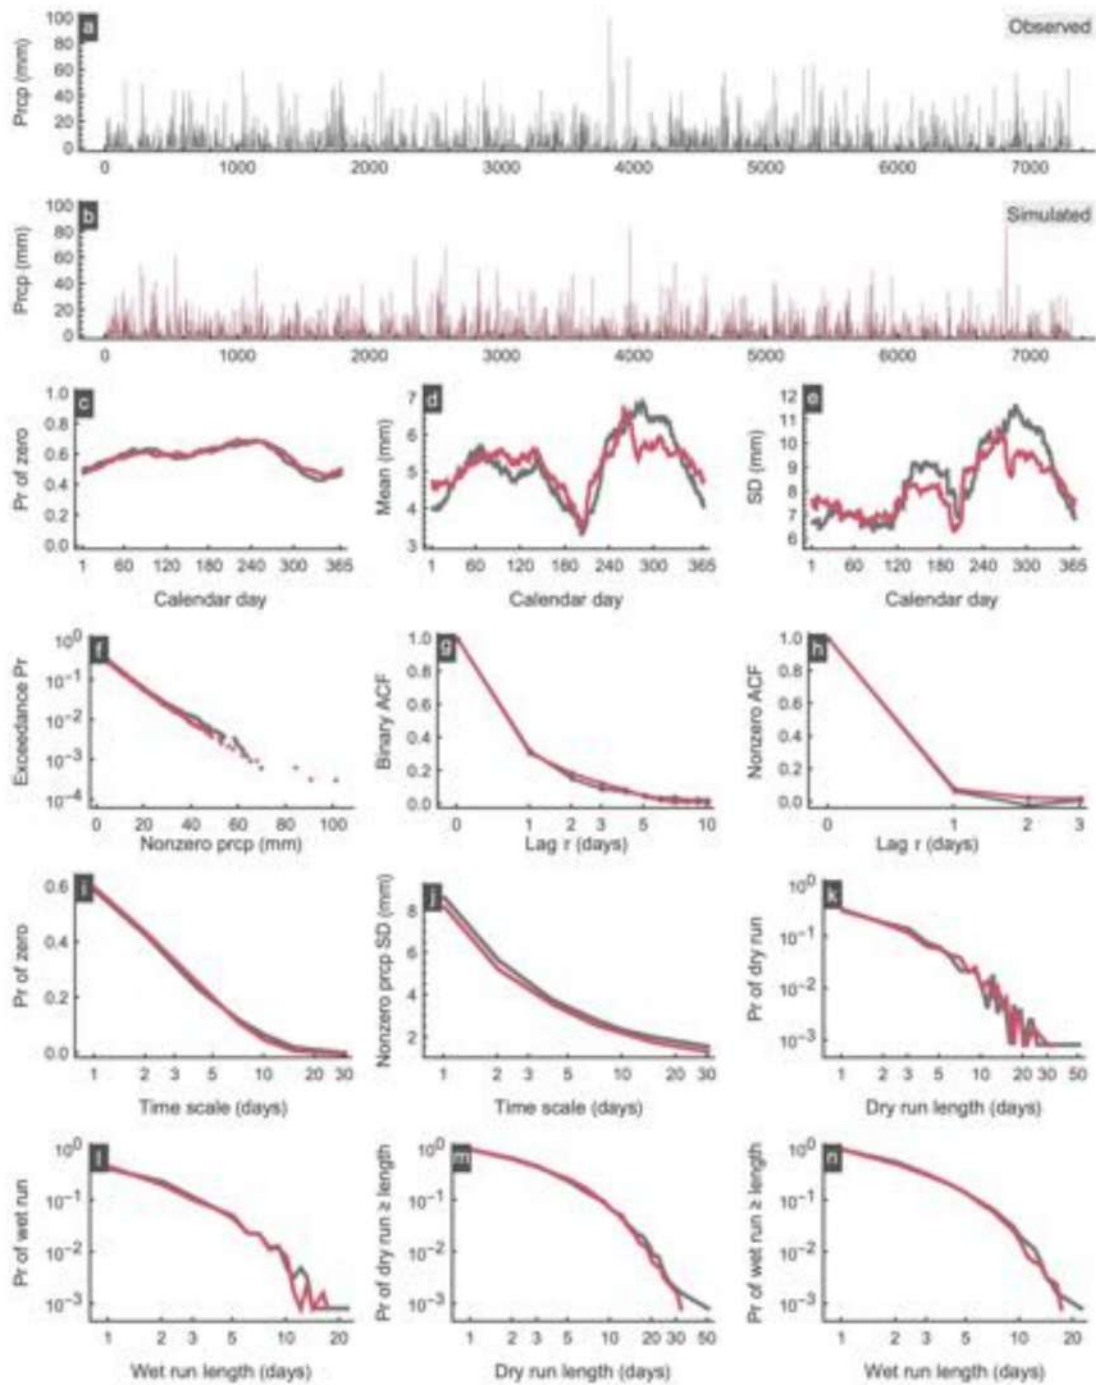 a
Observed
Prcp (mm)
100
80
60
40
20
0
0 1000 2000 3000 4000 5000 6000 7000
b
Simulated
Prcp (mm)
100
80
60
40
20
0
0 1000 2000 3000 4000 5000 6000 7000
c
Pr of zero
1.0
0.8
0.6
0.4
0.2
0.0
1 60 120 180 240 300 365
Calendar day
d
Mean (mm)
7
6
5
4
3
1 60 120 180 240 300 365
Calendar day
e
SD (mm)
12
11
10
9
8
7
6
1 60 120 180 240 300 365
Calendar day
f
Exceedance Pr
10⁰
10⁻¹
10⁻²
10⁻³
10⁻⁴
0 20 40 60 80 100
Nonzero prcp (mm)
g
Binary ACF
1.0
0.8
0.6
0.4
0.2
0.0
0 1 2 3 5 10
Lag τ (days)
h
Nonzero ACF
1.0
0.8
0.6
0.4
0.2
0.0
0 1 2 3
Lag τ (days)
i
Pr of zero
0.6
0.4
0.2
0.0
1 2 3 5 10 20 30
Time scale (days)
j
Nonzero prcp SD (mm)
8
6
4
2
1 2 3 5 10 20 30
Time scale (days)
k
Pr of dry run
10⁰
10⁻¹
10⁻²
10⁻³
1 2 3 5 10 20 30 50
Dry run length (days)
l
Pr of wet run
10⁰
10⁻¹
10⁻²
10⁻³
1 2 3 5 10 20
Wet run length (days)
m
Pr of dry run ≥ length
10⁰
10⁻¹
10⁻²
10⁻³
1 2 3 5 10 20 30 50
Dry run length (days)
n
Pr of wet run ≥ length
10⁰
10⁻¹
10⁻²
10⁻³
1 2 3 5 10 20
Wet run length (days)